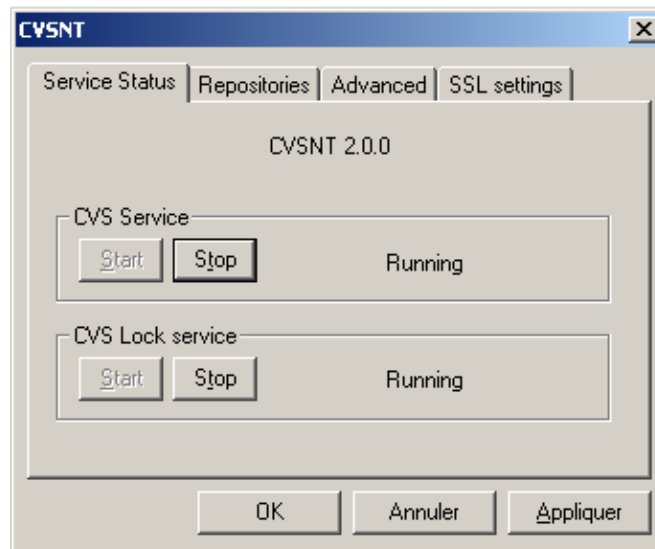 CVSNT
Service Status Repositories Advanced SSL settings
CVSNT 2.0.0
CVS Service
Start Stop Running
CVS Lock service
Start Stop Running
OK Annuler Appliquer